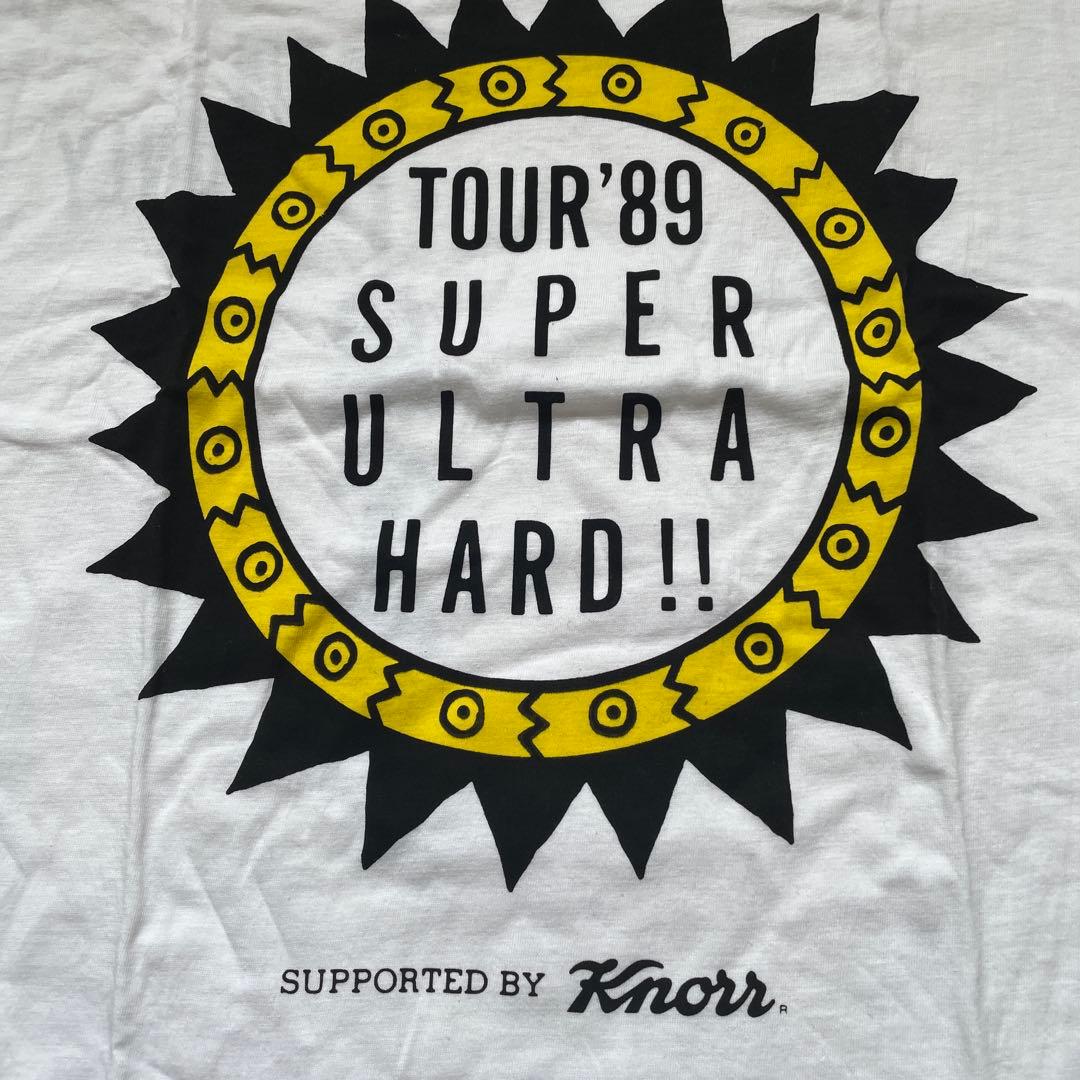 TOUR'89
SUPER
ULTRA
HARD!!
SUPPORTED BY Knorr®